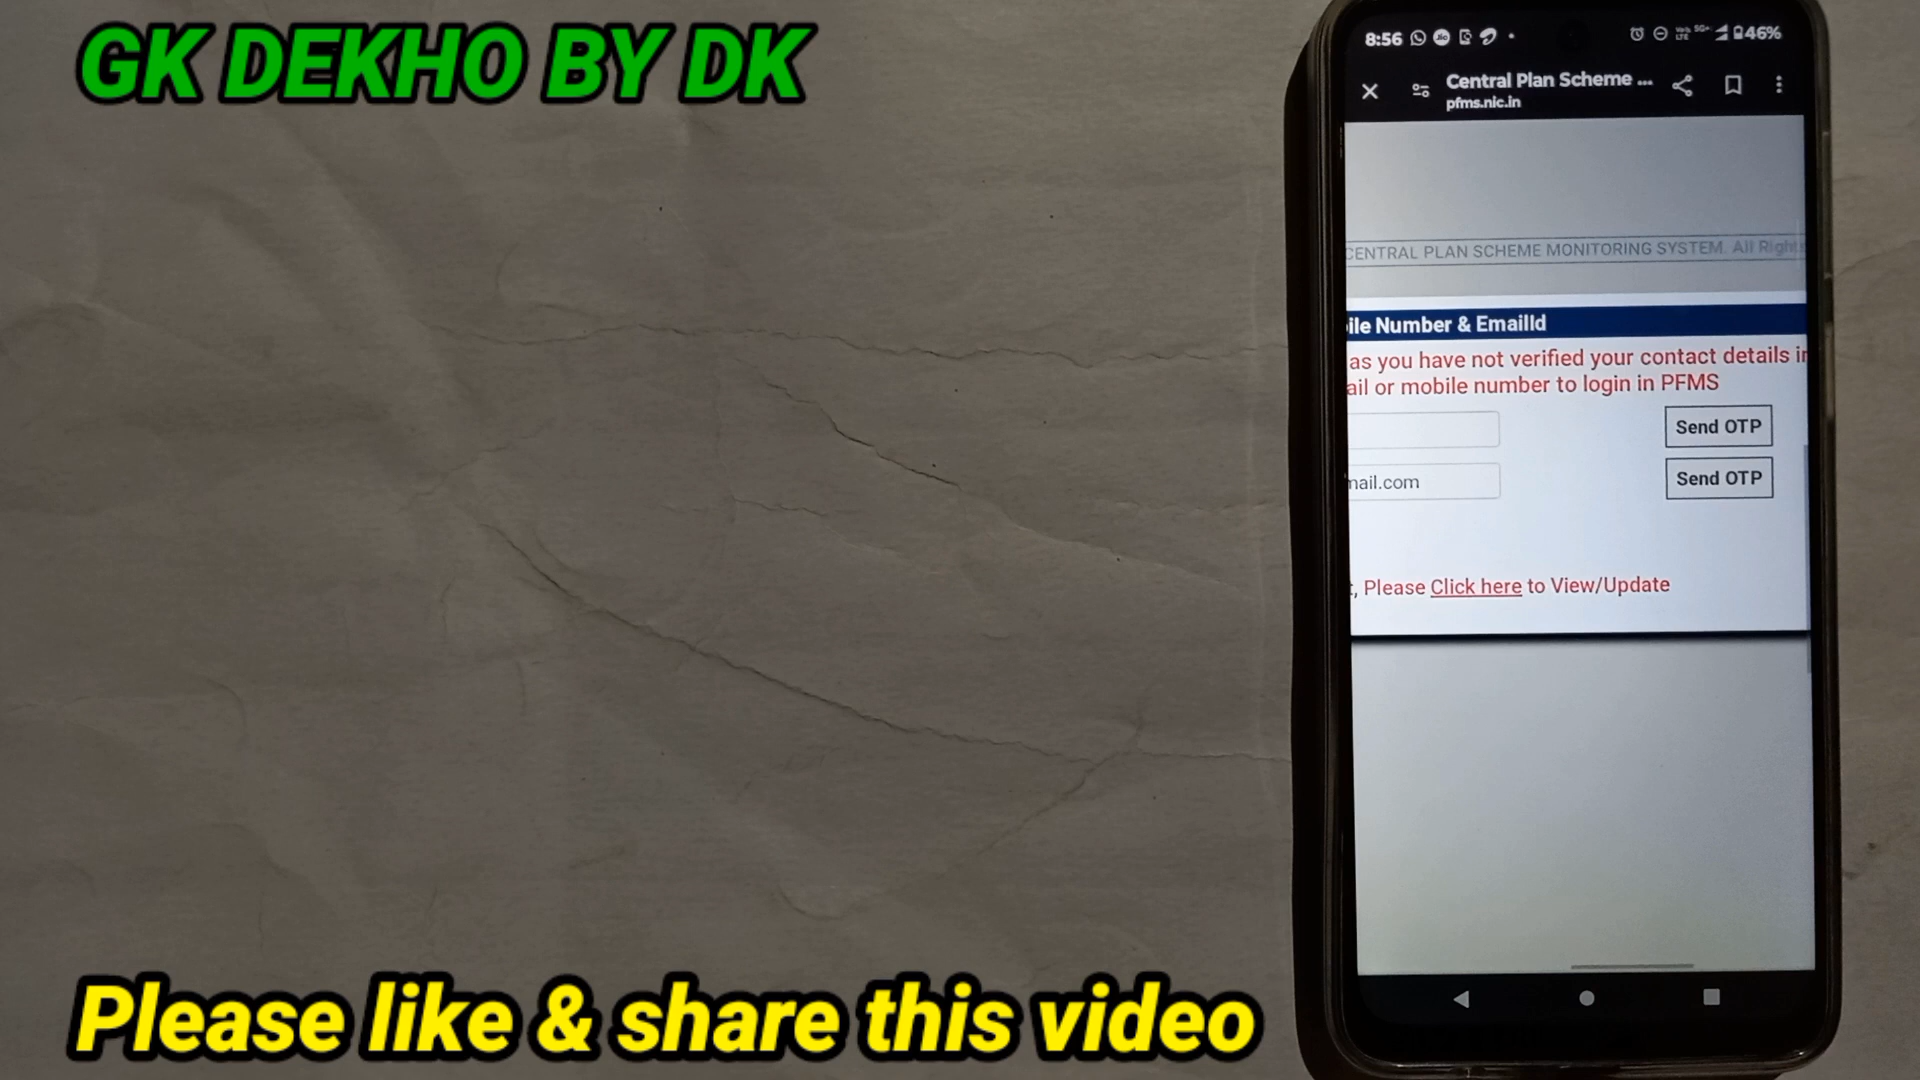 GK DEKHO BY DK
8:56
46%
Central Plan Scheme ...
pfms.nic.in
CENTRAL PLAN SCHEME MONITORING SYSTEM. All Right
ile Number & EmailId
as you have not verified your contact details in
ail or mobile number to login in PFMS
Send OTP
mail.com
Send OTP
t, Please Click here to View/Update
Please like & share this video